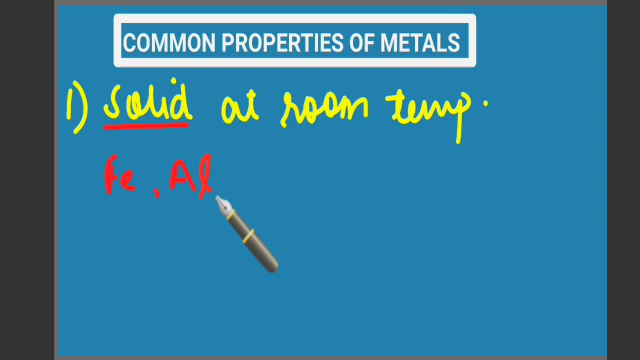 COMMON PROPERTIES OF METALS
1) Solid at room temp.
Fe, Al